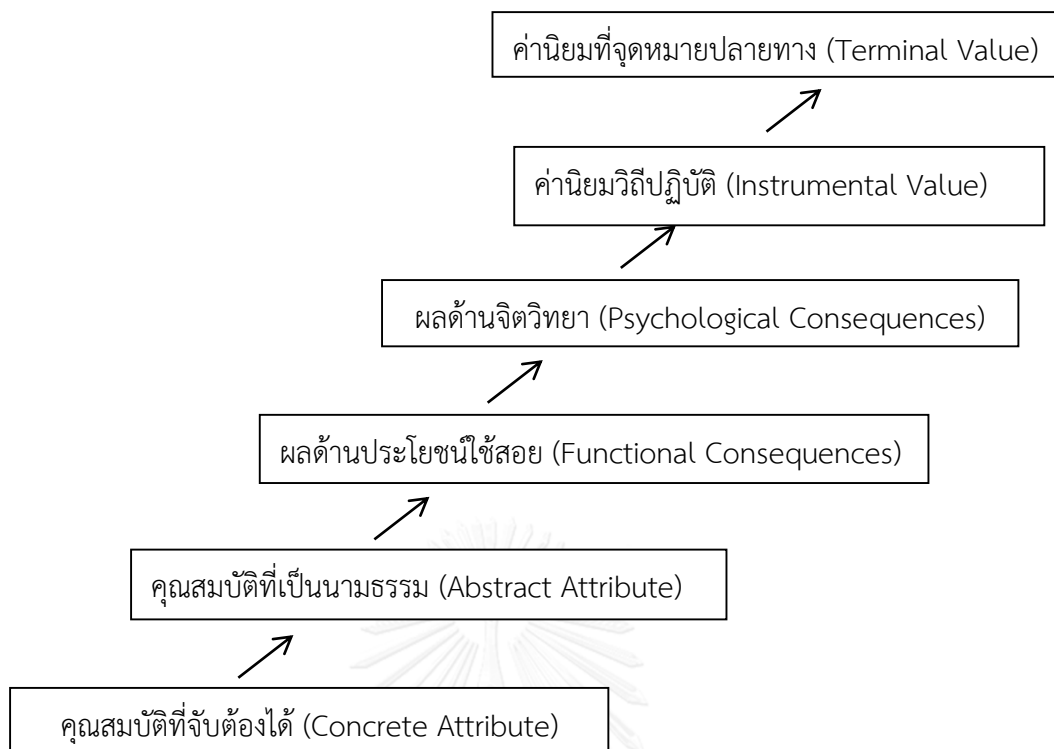 ค่านิยมที่จุดหมายปลายทาง (Terminal Value)
ค่านิยมวิถีปฏิบัติ (Instrumental Value)
ผลด้านจิตวิทยา (Psychological Consequences)
ผลด้านประโยชน์ใช้สอย (Functional Consequences)
คุณสมบัติที่เป็นนามธรรม (Abstract Attribute)
คุณสมบัติที่จับต้องได้ (Concrete Attribute)